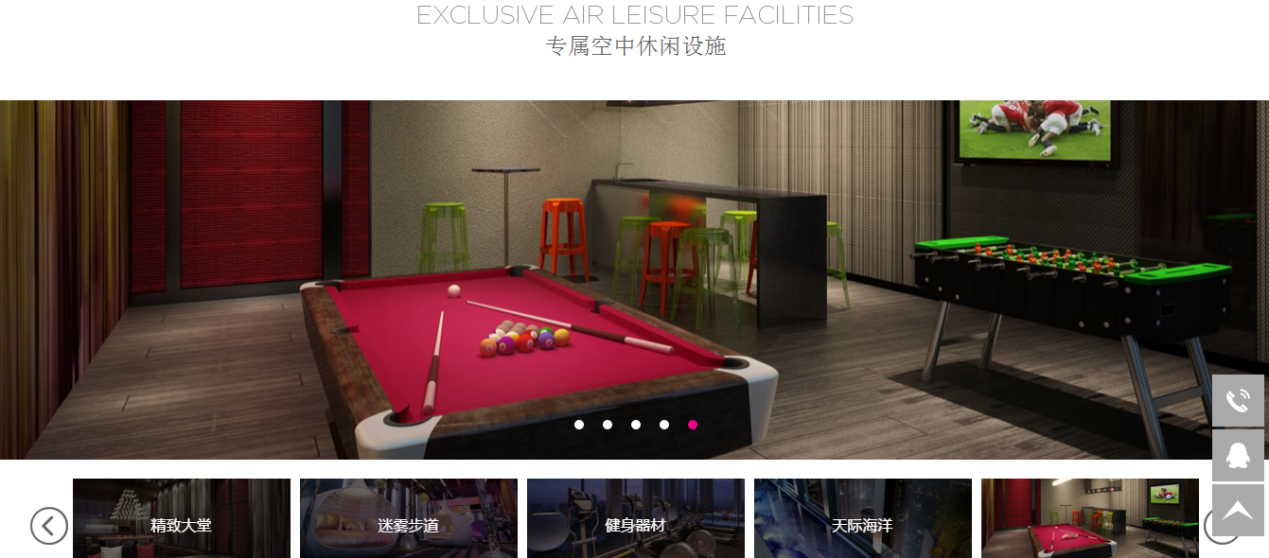 EXCLUSIVE AIR LEISURE FACILITIES
专属空中休闲设施
精致大堂
迷雾步道
健身器材
天际海洋